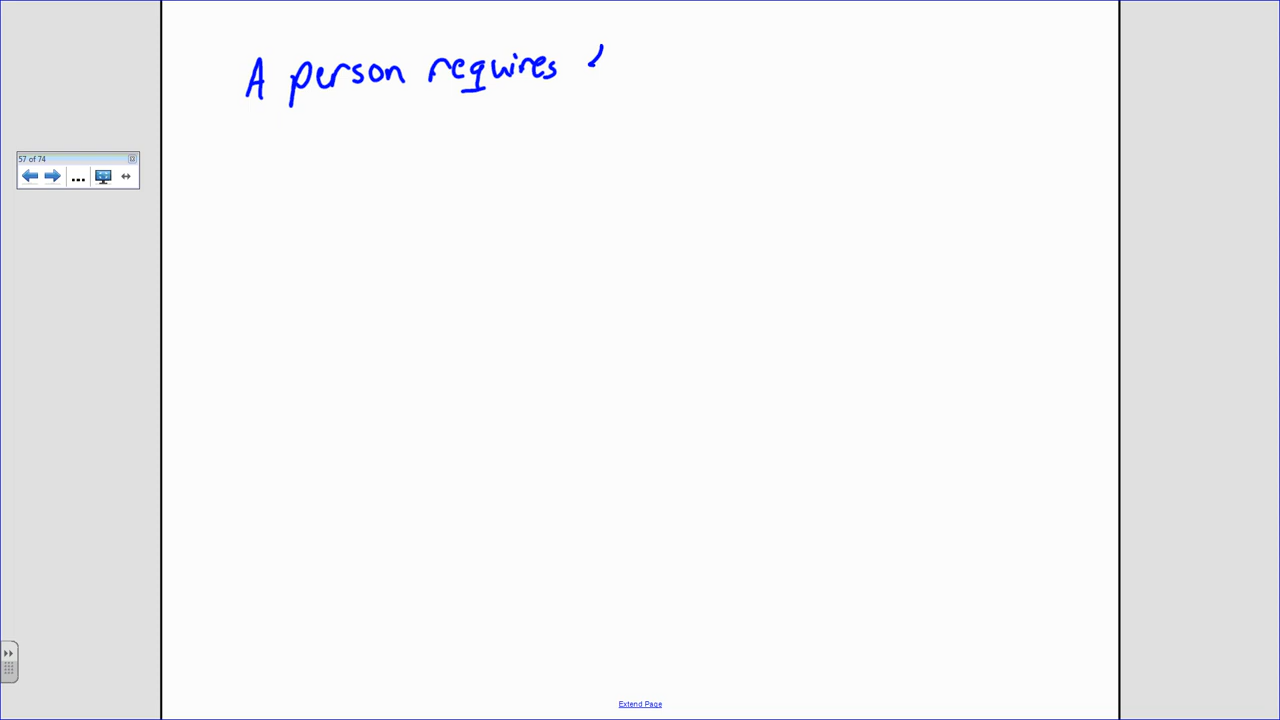 A person requires
57 of 74
...
Extend Page